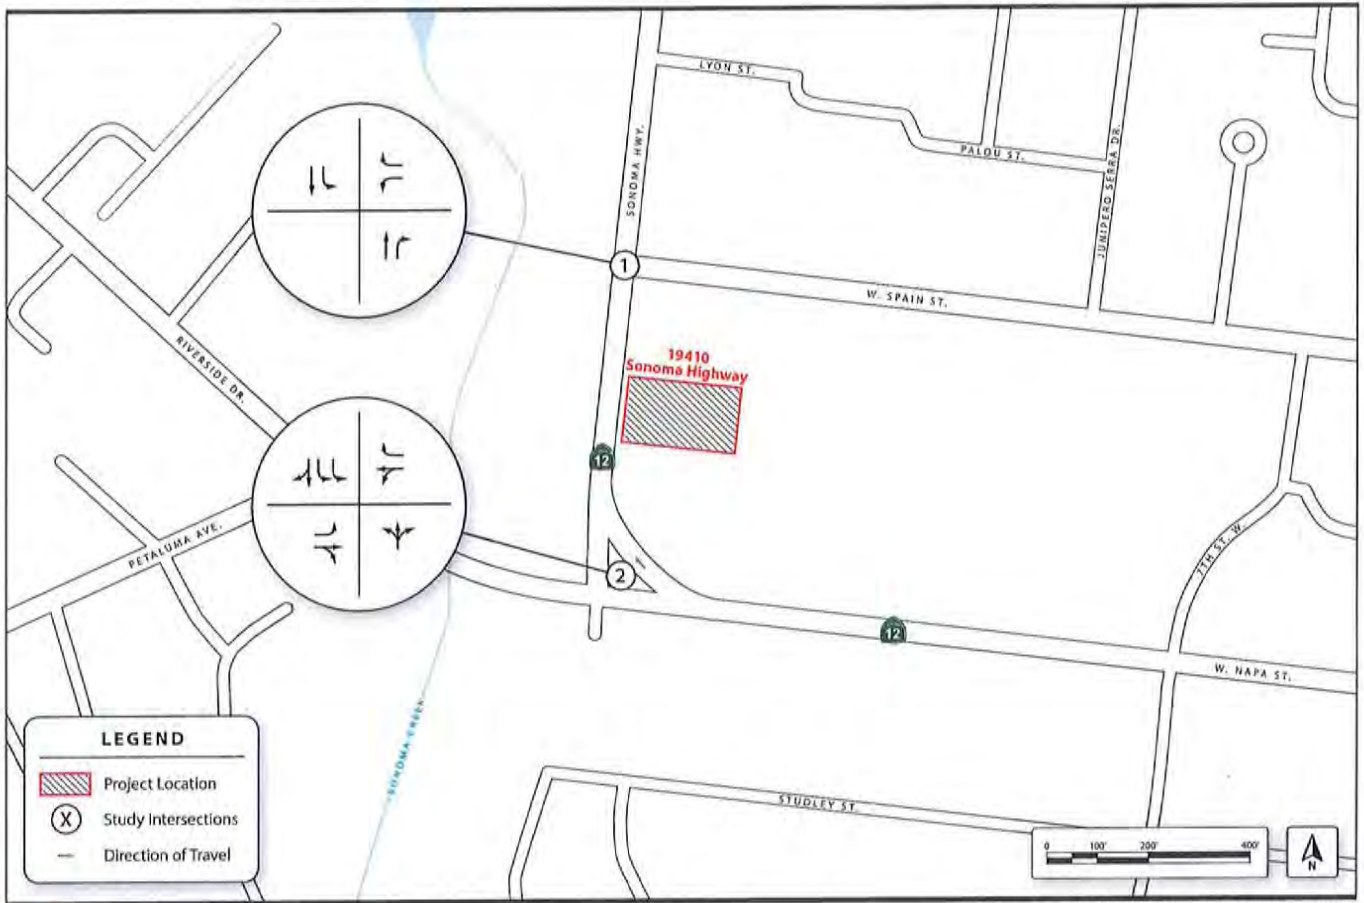 LYON ST.
PALOU ST.
JUNIPERO SERRA DR.
SONOMA HWY.
1
W. SPAIN ST.
RIVERSIDE DR.
19410
Sonoma Highway
12
PETALUMA AVE.
7TH ST. W.
2
12
W. NAPA ST.
SONOMA CREEK
STUDLEY ST.
LEGEND
Project Location
X Study Intersections
Direction of Travel
0 100' 200' 400'
N